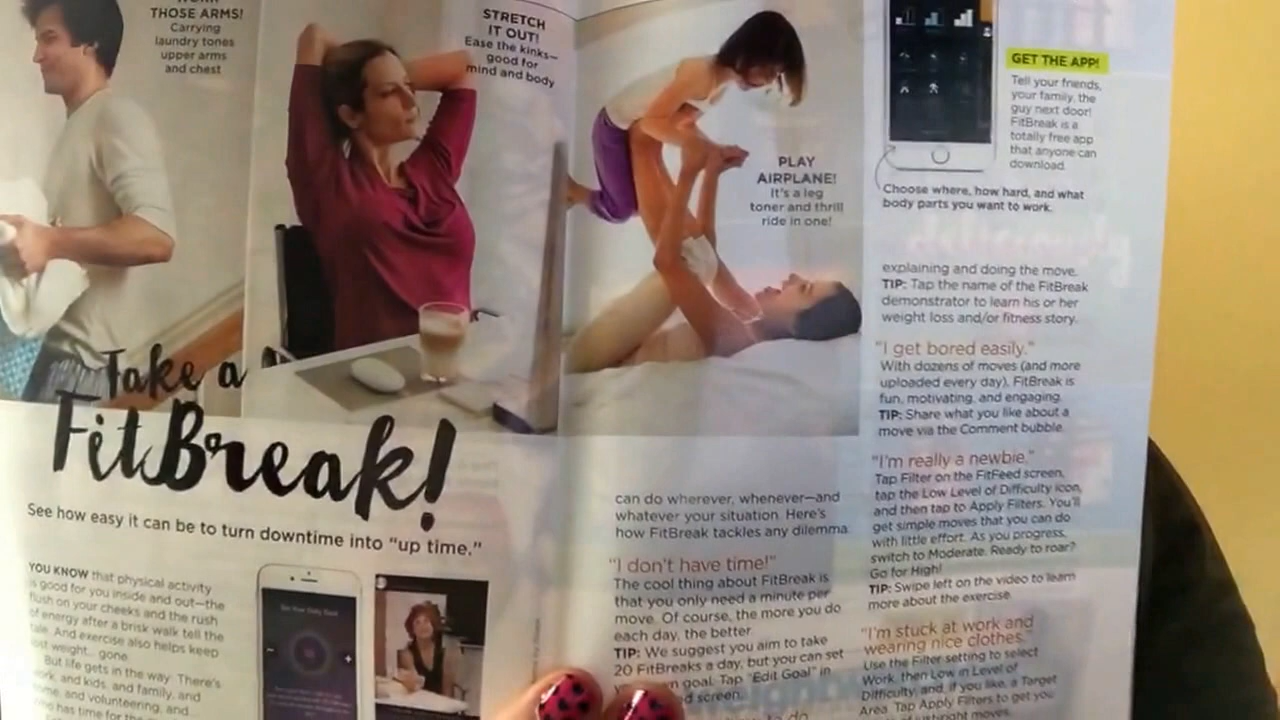 THOSE ARMS!
Carrying
laundry tones
upper arms
and chest
STRETCH
IT OUT!
Ease the kinks—
good for
mind and body
PLAY
AIRPLANE!
It's a leg
toner and thrill
ride in one!
GET THE APP!
Tell your friends,
your family, the
guy next door!
FitBreak is a
totally free app
that anyone can
download.
Choose where, how hard, and what
body parts you want to work.
Take a
FitBreak!
See how easy it can be to turn downtime into "up time."
YOU KNOW that physical activity
is good for you inside and out—the
flush on your cheeks and the rush
of energy after a brisk walk tell the
tale. And exercise also helps keep
lost weight... gone.
But life gets in the way. There's
work, and kids, and family, and
home, and volunteering, and...
who has time for the
can do wherever, whenever—and
whatever your situation. Here's
how FitBreak tackles any dilemma.
"I don't have time!"
The cool thing about FitBreak is
that you only need a minute per
move. Of course, the more you do
each day, the better.
TIP: We suggest you aim to take
20 FitBreaks a day, but you can set
goal. Tap "Edit Goal" in
screen.
to do
explaining and doing the move.
TIP: Tap the name of the FitBreak
demonstrator to learn his or her
weight loss and/or fitness story.
"I get bored easily."
With dozens of moves (and more
uploaded every day), FitBreak is
fun, motivating, and engaging.
TIP: Share what you like about a
move via the Comment bubble.
"I'm really a newbie."
Tap Filter on the FitFeed screen,
tap the Low Level of Difficulty icon,
and then tap to Apply Filters. You'll
get simple moves that you can do
with little effort. As you progress,
switch to Moderate. Ready to roar?
Go for High!
TIP: Swipe left on the video to learn
more about the exercise.
"I'm stuck at work and
wearing nice clothes."
Use the Filter setting to select
Work, then Low in Level of
Difficulty, and, if you like, a Target
Area. Tap Apply Filters to get you
moves.